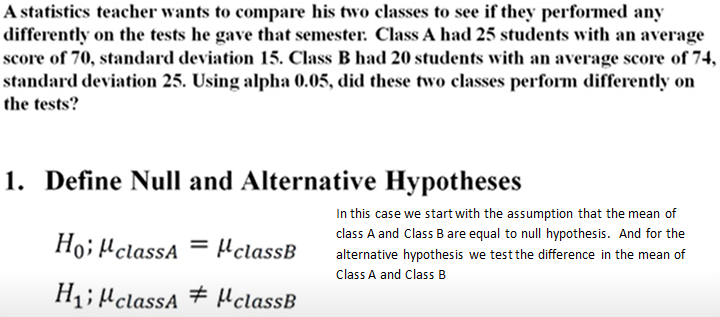 A statistics teacher wants to compare his two classes to see if they performed any
differently on the tests he gave that semester. Class A had 25 students with an average
score of 70, standard deviation 15. Class B had 20 students with an average score of 74,
standard deviation 25. Using alpha 0.05, did these two classes perform differently on
the tests?
1. Define Null and Alternative Hypotheses
H₀; μclassA = μclassB
H₁; μclassA ≠ μclassB
In this case we start with the assumption that the mean of
class A and Class B are equal to null hypothesis. And for the
alternative hypothesis we test the difference in the mean of
Class A and Class B